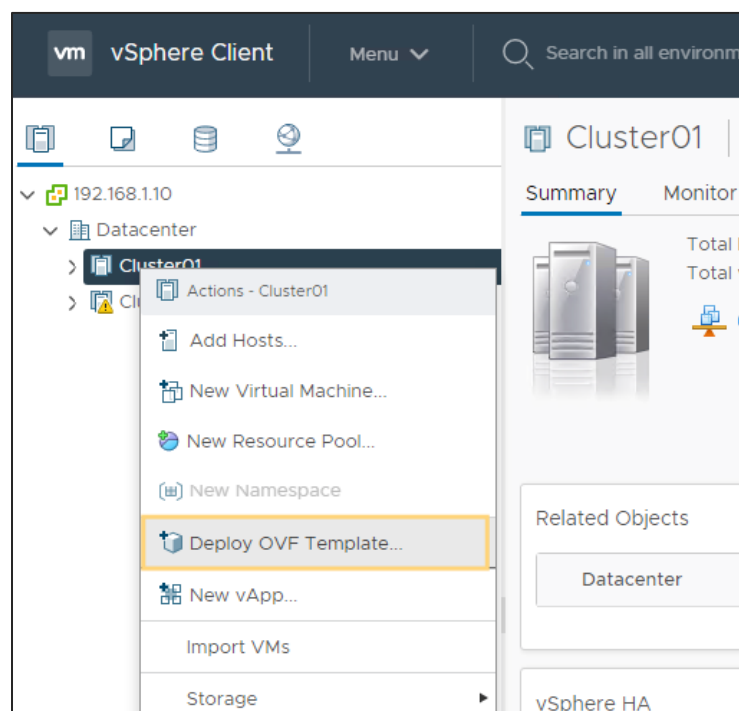 vm vSphere Client Menu Search in all environm
Cluster01
Summary Monitor
192.168.1.10
Datacenter
Cluster01
Total
Total
Actions - Cluster01
Add Hosts...
New Virtual Machine...
New Resource Pool...
New Namespace
Deploy OVF Template...
New vApp...
Import VMs
Storage
Related Objects
Datacenter
vSphere HA